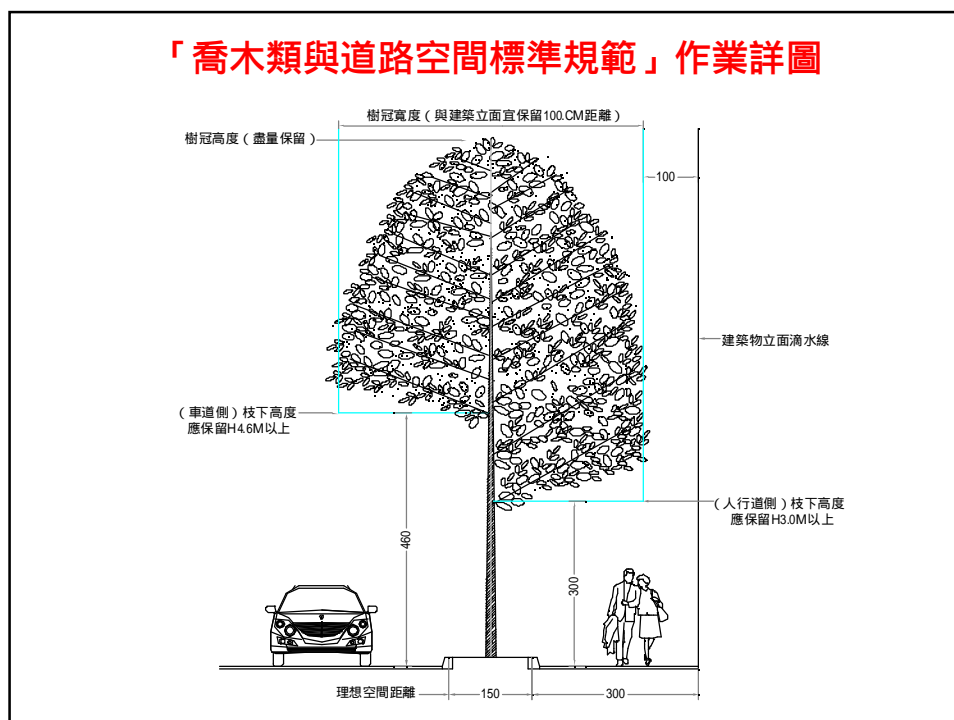 「喬木類與道路空間標準規範」作業詳圖
樹冠寬度（與建築立面宜保留100.CM距離）
樹冠高度（盡量保留）
100
建築物立面滴水線
（車道側）枝下高度
應保留H4.6M以上
（人行道側）枝下高度
應保留H3.0M以上
460
300
理想空間距離
150
300